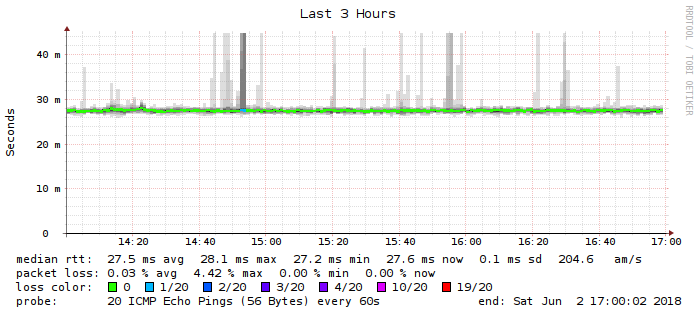 Last 3 Hours
RRDTOOL / TOBI OETIKER
Seconds
40 m
30 m
20 m
10 m
0
14:20 14:40 15:00 15:20 15:40 16:00 16:20 16:40 17:00
median rtt: 27.5 ms avg 28.1 ms max 27.2 ms min 27.6 ms now 0.1 ms sd 204.6 am/s
packet loss: 0.03 % avg 4.42 % max 0.00 % min 0.00 % now
loss color: 0 1/20 2/20 3/20 4/20 10/20 19/20
probe: 20 ICMP Echo Pings (56 Bytes) every 60s end: Sat Jun 2 17:00:02 2018